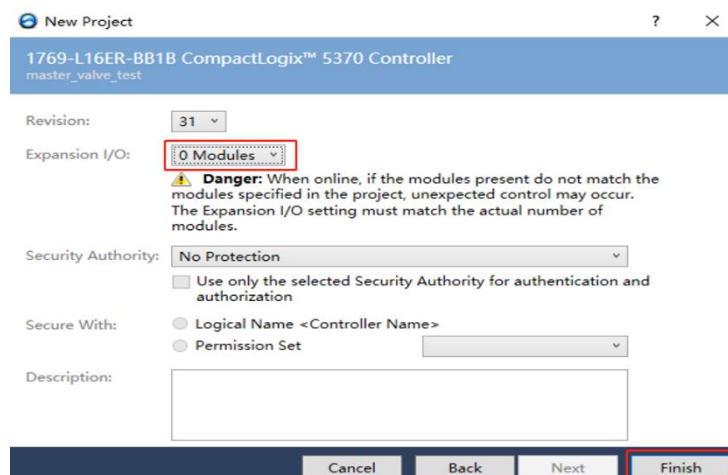 New Project
? ×
1769-L16ER-BB1B CompactLogix™ 5370 Controller
master_valve_test
Revision: 31
Expansion I/O: 0 Modules
Danger: When online, if the modules present do not match the
modules specified in the project, unexpected control may occur.
The Expansion I/O setting must match the actual number of
modules.
Security Authority: No Protection
Use only the selected Security Authority for authentication and
authorization
Secure With: Logical Name <Controller Name>
Permission Set
Description:
Cancel Back Next Finish